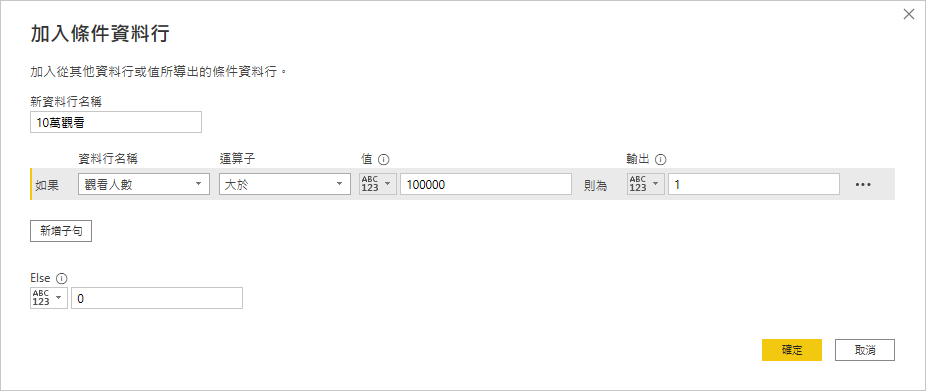 加入條件資料行
加入從其他資料行或值所導出的條件資料行。
新資料行名稱
10萬觀看
資料行名稱 運算子 值 輸出
如果 觀看人數 大於 ABC 123 100000 則為 ABC 123 1
新增子句
Else
ABC 123 0
確定 取消